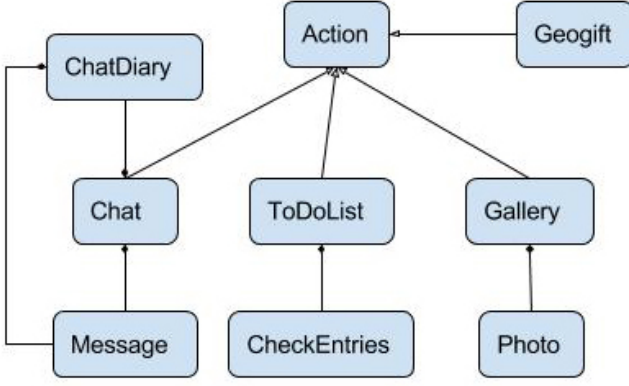 Action
Geogift
ChatDiary
Chat
ToDoList
Gallery
Message
CheckEntries
Photo